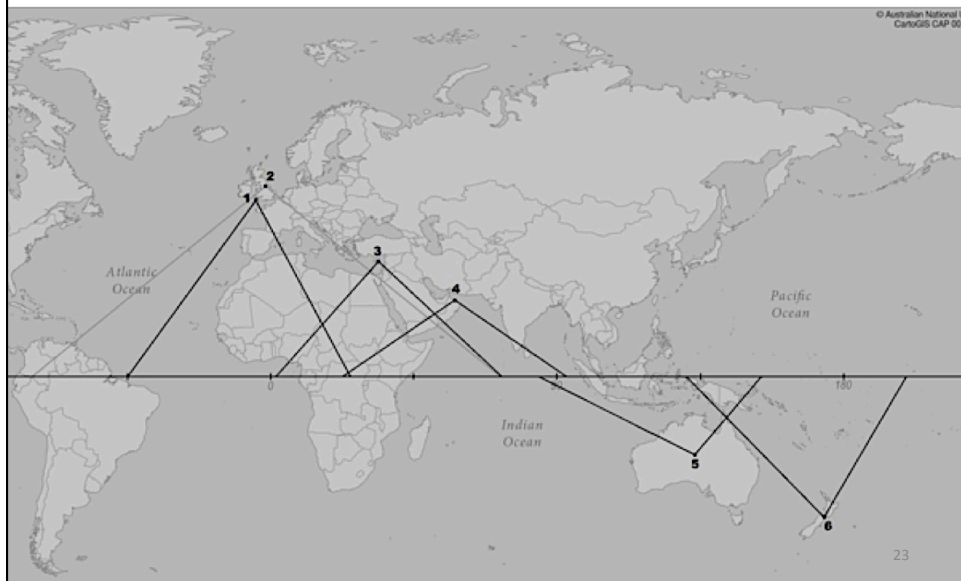 © Australian National U
CartoGIS CAP 00
2
1
3
Atlantic
Ocean
4
Pacific
Ocean
0
90
180
Indian
Ocean
5
6
23